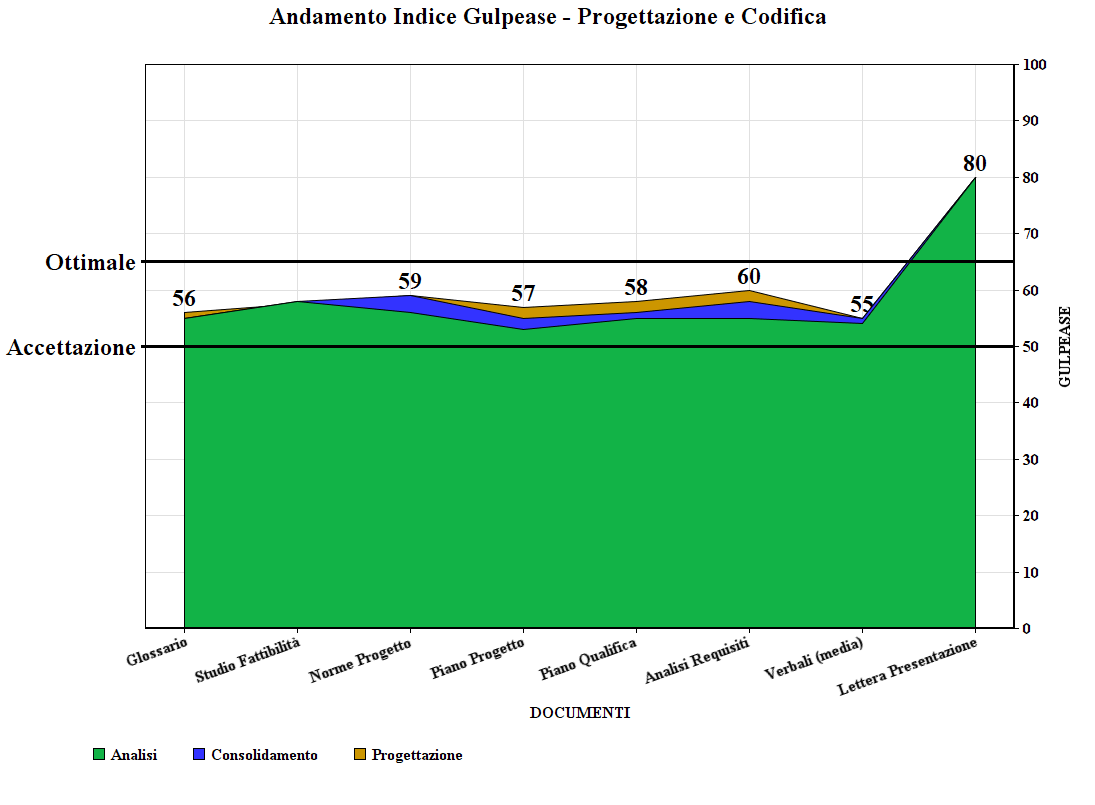 Andamento Indice Gulpease - Progettazione e Codifica
100
90
80
80
70
Ottimale
60
59
60
56
57
58
55
Accettazione
50
GULPEASE
40
30
20
10
0
Glossario
Studio Fattibilità
Norme Progetto
Piano Progetto
Piano Qualifica
Analisi Requisiti
Verbali (media)
Lettera Presentazione
DOCUMENTI
Analisi
Consolidamento
Progettazione